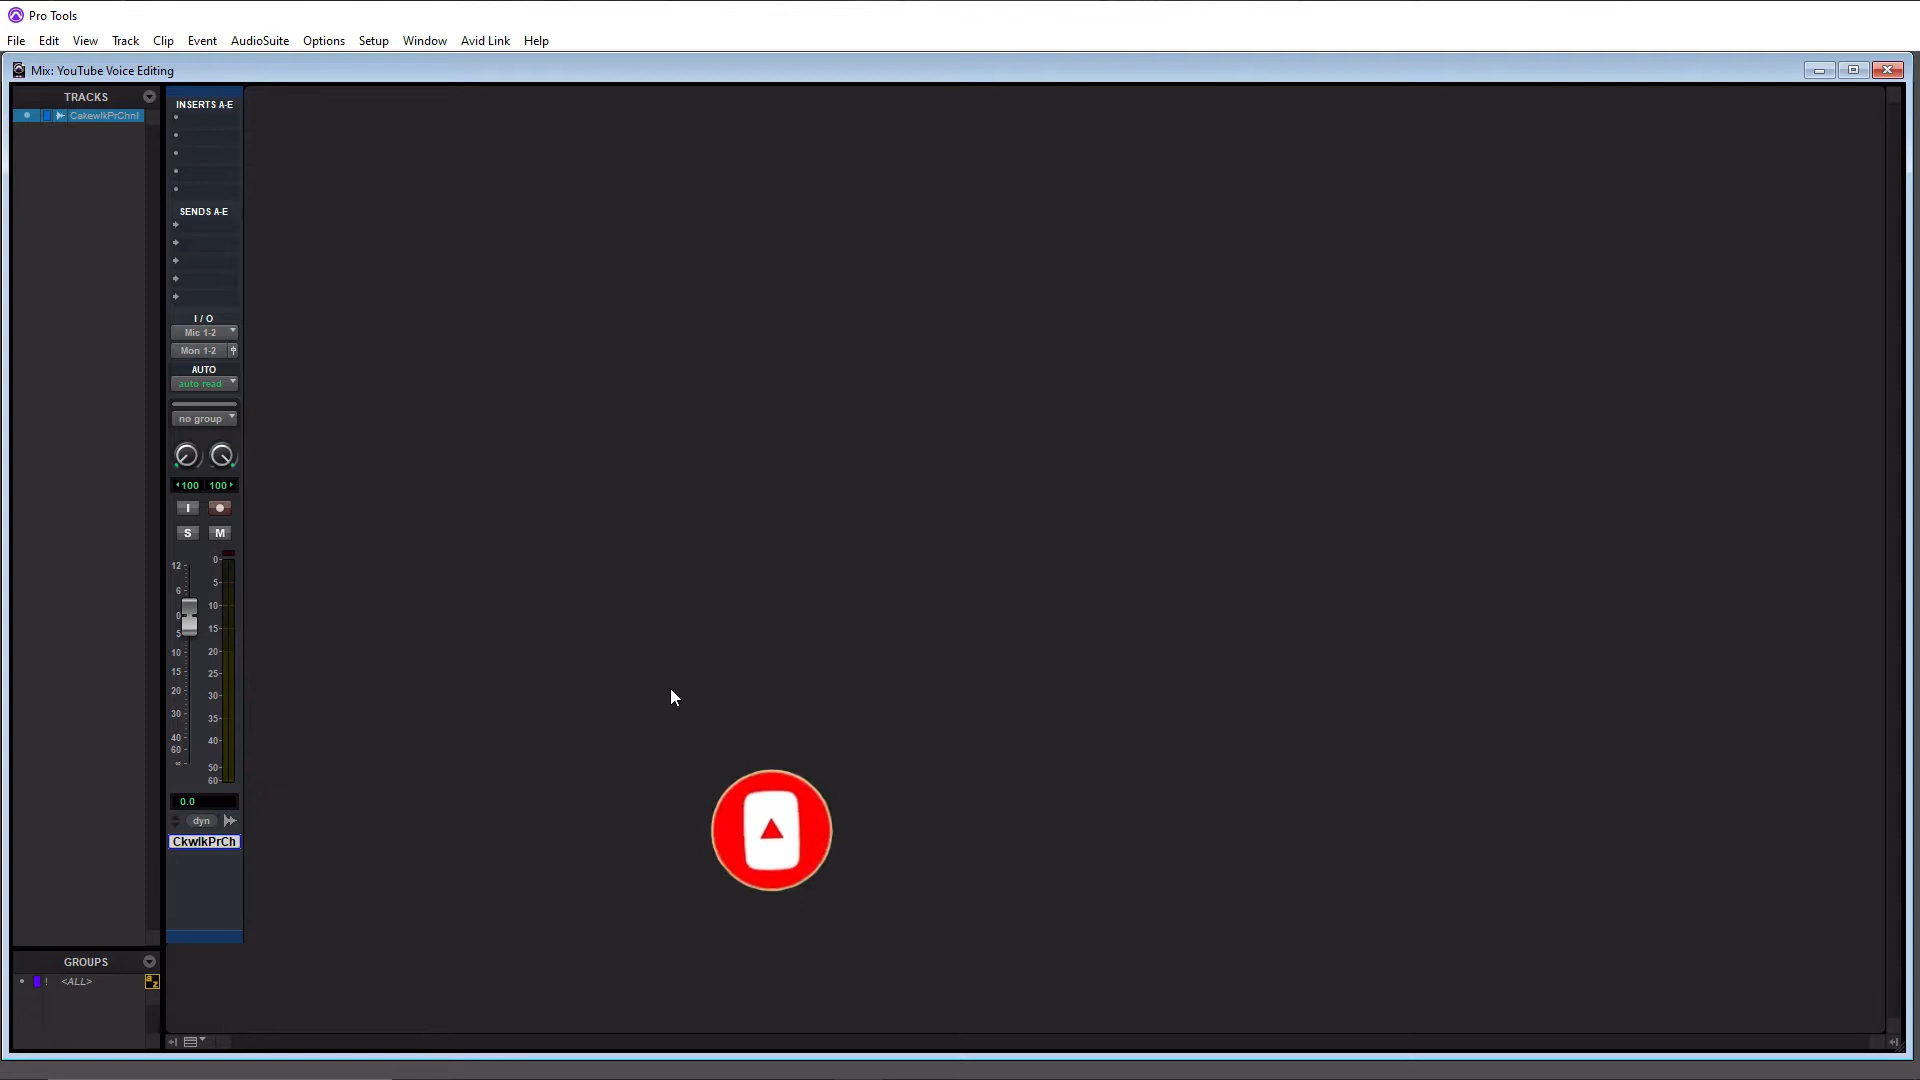 Pro Tools
File Edit View Track Clip Event AudioSuite Options Setup Window Avid Link Help
Mix: YouTube Voice Editing
TRACKS
CakewlkPrChnl
INSERTS A-E
SENDS A-E
I / O
Mic 1-2
Mon 1-2
AUTO
auto read
no group
100 100
I
S M
12 6 0 5 10 15 20 30 40 60 ∞
0 5 10 15 20 25 30 35 40 50 60
0.0
dyn
CkwlkPrCh
GROUPS
! <ALL>
a z